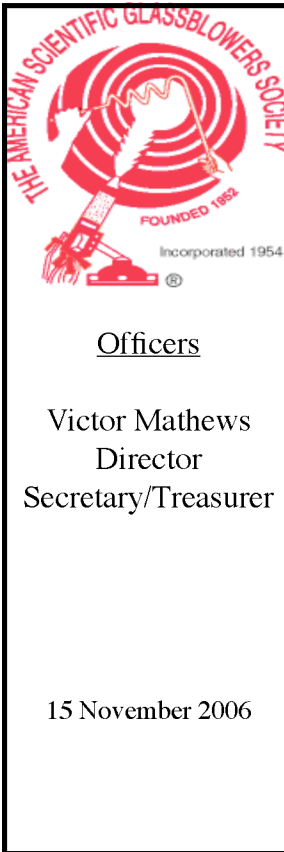 THE AMERICAN SCIENTIFIC GLASSBLOWERS SOCIETY
FOUNDED 1952
Incorporated 1954
®
Officers
Victor Mathews
Director
Secretary/Treasurer
15 November 2006